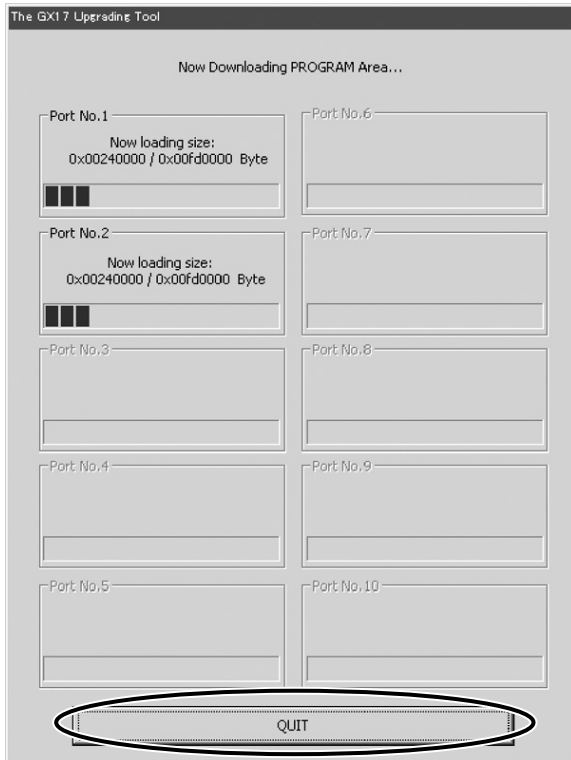 The GX17 Upgrading Tool
Now Downloading PROGRAM Area...
Port No.1
Now loading size:
0x00240000 / 0x00fd0000 Byte
Port No.2
Now loading size:
0x00240000 / 0x00fd0000 Byte
Port No.3
Port No.4
Port No.5
Port No.6
Port No.7
Port No.8
Port No.9
Port No.10
QUIT